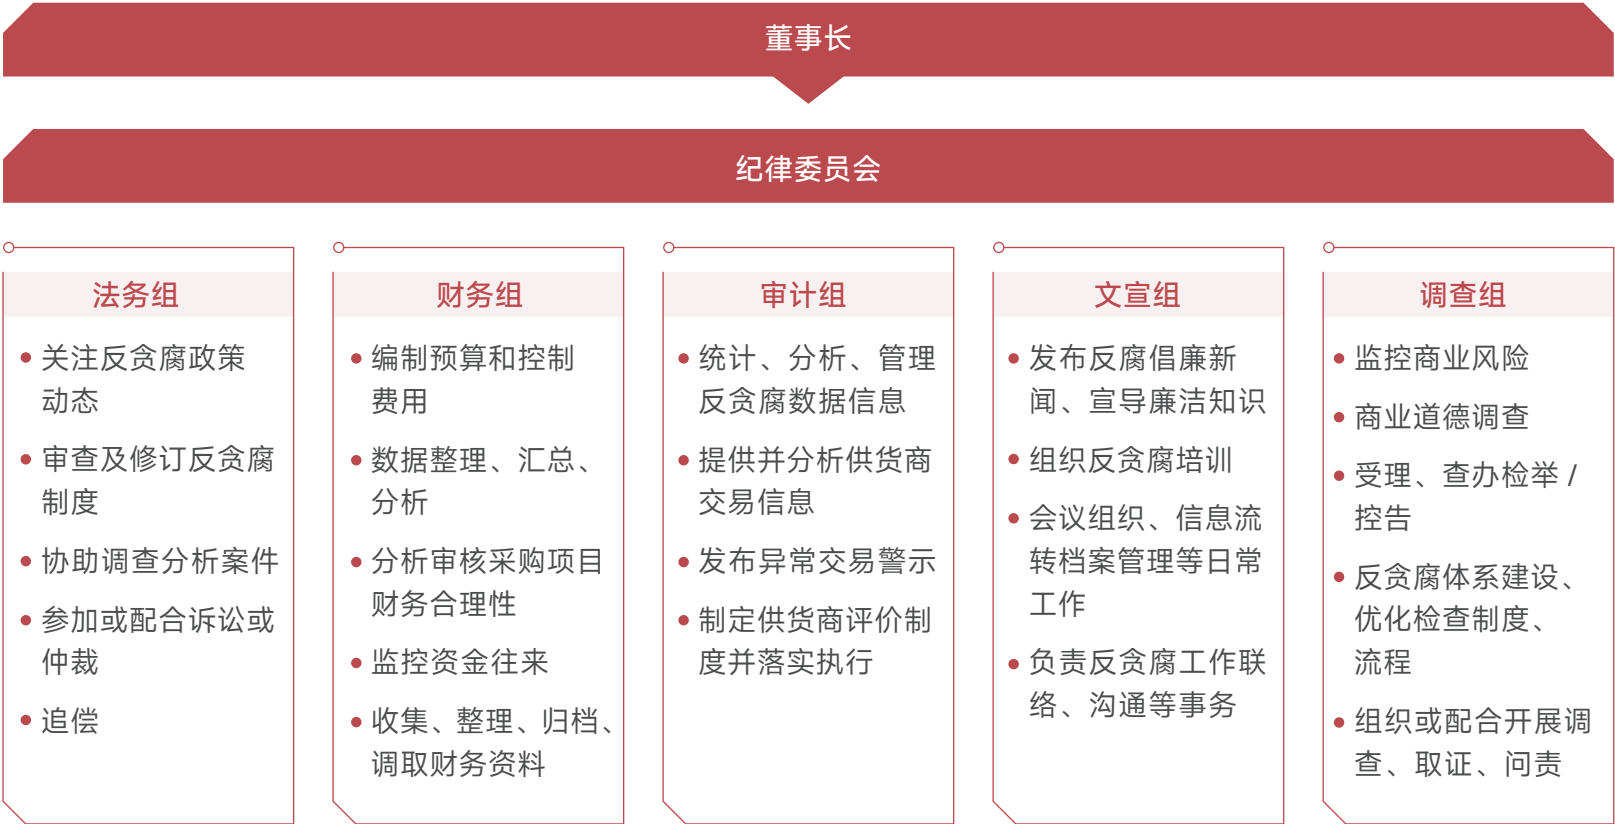 董事长
纪律委员会
法务组
关注反贪腐政策
动态
审查及修订反贪腐
制度
协助调查分析案件
参加或配合诉讼或
仲裁
追偿
财务组
编制预算和控制
费用
数据整理、汇总、
分析
分析审核采购项目
财务合理性
监控资金往来
收集、整理、归档、
调取财务资料
审计组
统计、分析、管理
反贪腐数据信息
提供并分析供货商
交易信息
发布异常交易警示
制定供货商评价制
度并落实执行
文宣组
发布反腐倡廉新
闻、宣导廉洁知识
组织反贪腐培训
会议组织、信息流
转档案管理等日常
工作
负责反贪腐工作联
络、沟通等事务
调查组
监控商业风险
商业道德调查
受理、查办检举 /
控告
反贪腐体系建设、
优化检查制度、
流程
组织或配合开展调
查、取证、问责